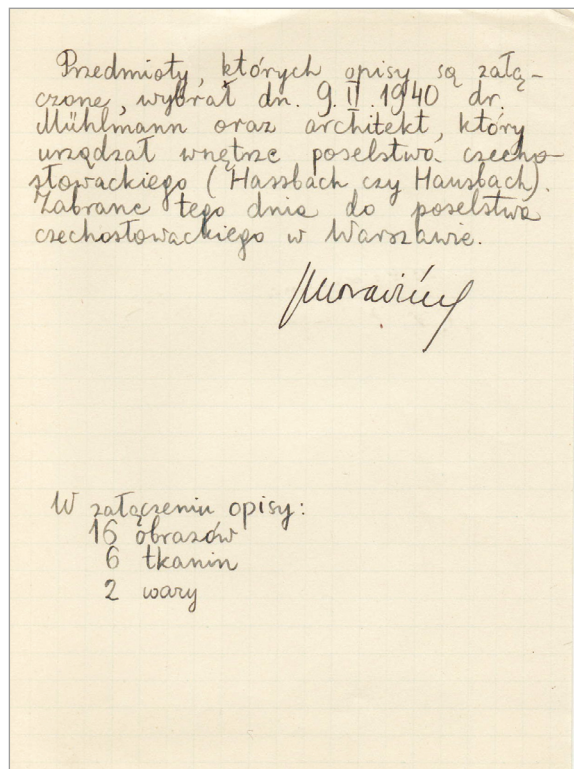 Przedmioty, których opisy są załą-
czone, wybrał dn. 9.II.1940 dr.
Mühlmann oraz architekt, który
urządzał wnętrze poselstwa czecho-
słowackiego (Hassbach czy Hausbach).
Zabrane tego dnia do poselstwa
czechosłowackiego w Warszawie.
W załączeniu opisy:
16 obrazów
6 tkanin
2 wazy